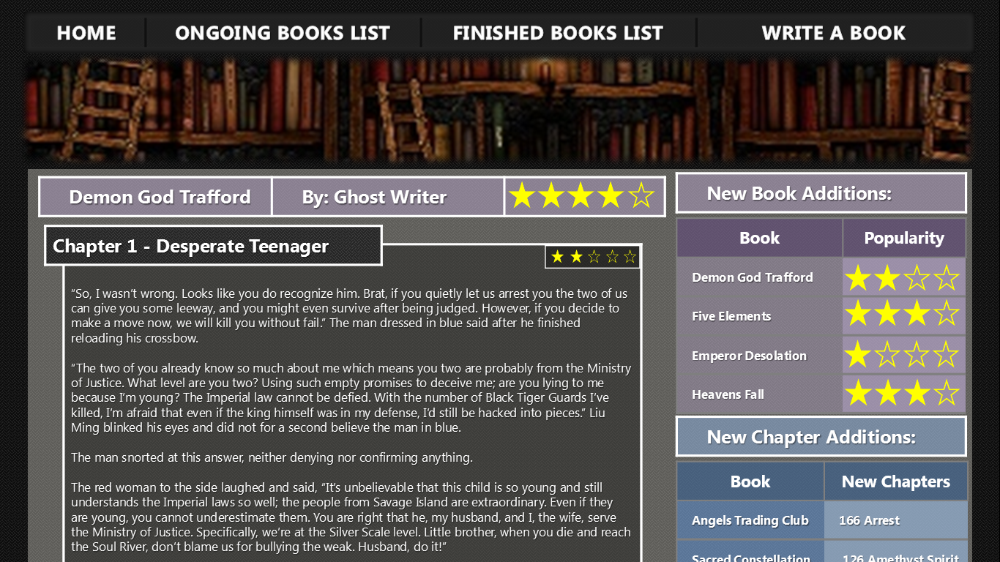 HOME ONGOING BOOKS LIST FINISHED BOOKS LIST WRITE A BOOK
Demon God Trafford By: Ghost Writer
Chapter 1 - Desperate Teenager
“So, I wasn’t wrong. Looks like you do recognize him. Brat, if you quietly let us arrest you the two of us
can give you some leeway, and you might even survive after being judged. However, if you decide to
make a move now, we will kill you without fail.” The man dressed in blue said after he finished
reloading his crossbow.
“The two of you already know so much about me which means you two are probably from the Ministry
of Justice. What level are you two? Using such empty promises to deceive me; are you lying to me
because I’m young? The Imperial law cannot be defied. With the number of Black Tiger Guards I’ve
killed, I’m afraid that even if the king himself was in my defense, I’d still be hacked into pieces.” Liu
Ming blinked his eyes and did not for a second believe the man in blue.
The man snorted at this answer, neither denying nor confirming anything.
The red woman to the side laughed and said, “It’s unbelievable that this child is so young and still
understands the Imperial laws so well; the people from Savage Island are extraordinary. Even if they
are young, you cannot underestimate them. You are right that he, my husband, and I, the wife, serve
the Ministry of Justice. Specifically, we’re at the Silver Scale level. Little brother, when you die and reach
the Soul River, don’t blame us for bullying the weak. Husband, do it!”
New Book Additions:
Book Popularity
Demon God Trafford
Five Elements
Emperor Desolation
Heavens Fall
New Chapter Additions:
Book New Chapters
Angels Trading Club 166 Arrest
Sacred Constellation 126 Amethyst Spirit